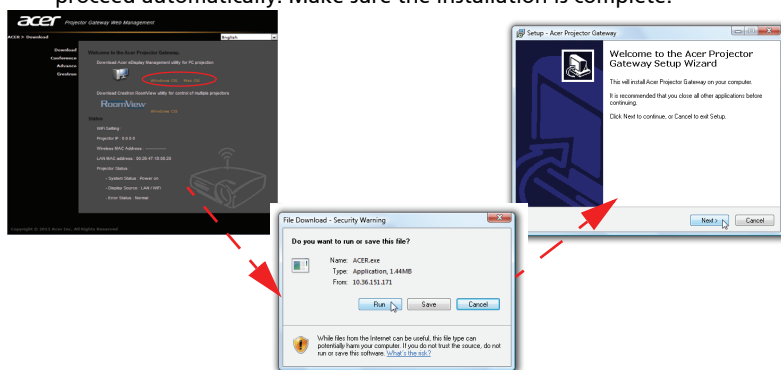 proceed automatically. Make sure the installation is complete.
acer Projector Gateway Web Management
ACER > Download
English
Download
Conference
Advance
Crestron
Welcome to the Acer Projector Gateway.
Download Acer eDisplay Management utility for PC projection
Windows OS Mac OS
Download Crestron RoomView utility for control of multiple projectors
RoomView
Windows OS
Status
WiFi Setting :
Projector IP : 0.0.0.0
Wireless MAC Address : -------------
LAN MAC address :
Projector Status
- System Status : Power on
- Display Source : LAN / WiFi
- Error Status : Normal
Copyright © 2013 Acer Inc. All Rights Reserved
File Download - Security Warning
Do you want to run or save this file?
Name: ACER.exe
Type: Application, 1.44MB
From: 10.36.151.171
Run
Save
Cancel
While files from the Internet can be useful, this file type can
potentially harm your computer. If you do not trust the source, do not
run or save this software. What's the risk?
Setup - Acer Projector Gateway
Welcome to the Acer Projector
Gateway Setup Wizard
This will install Acer Projector Gateway on your computer.
It is recommended that you close all other applications before
continuing.
Click Next to continue, or Cancel to exit Setup.
Next >
Cancel